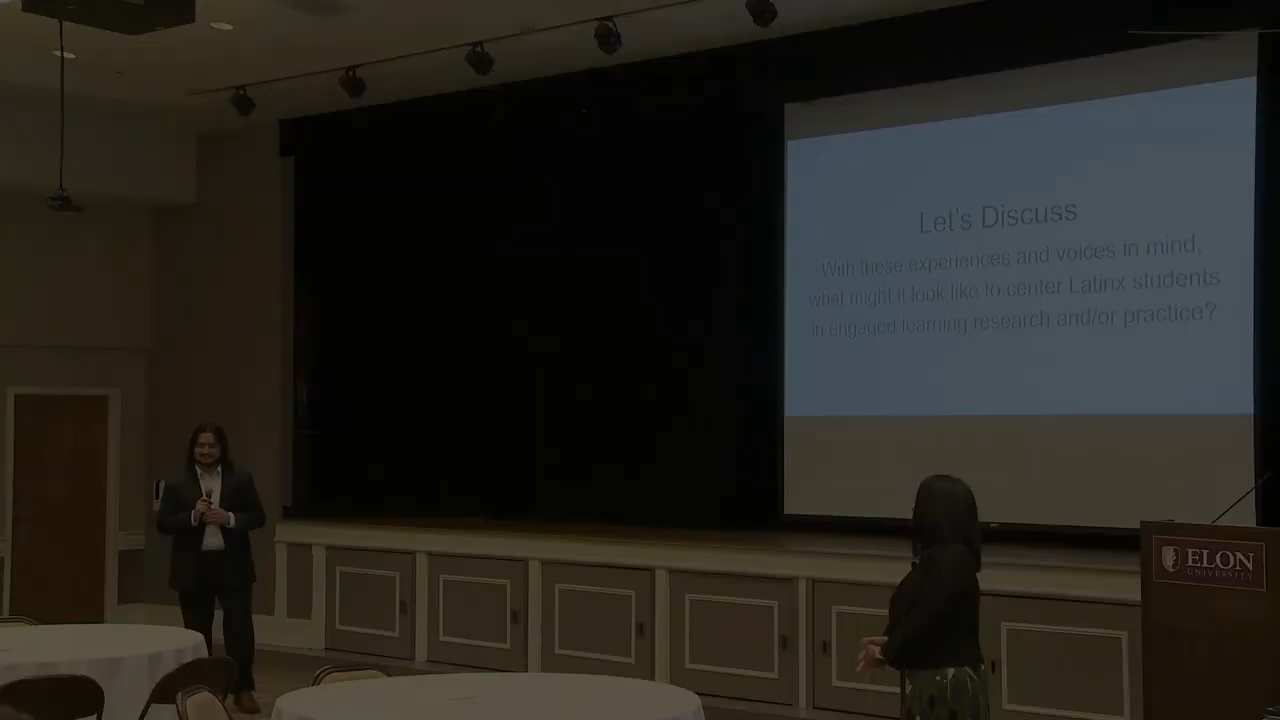 Let's Discuss
With these experiences and voices in mind,
what might it look like to center Latinx students
in engaged learning research and/or practice?
ELON
UNIVERSITY